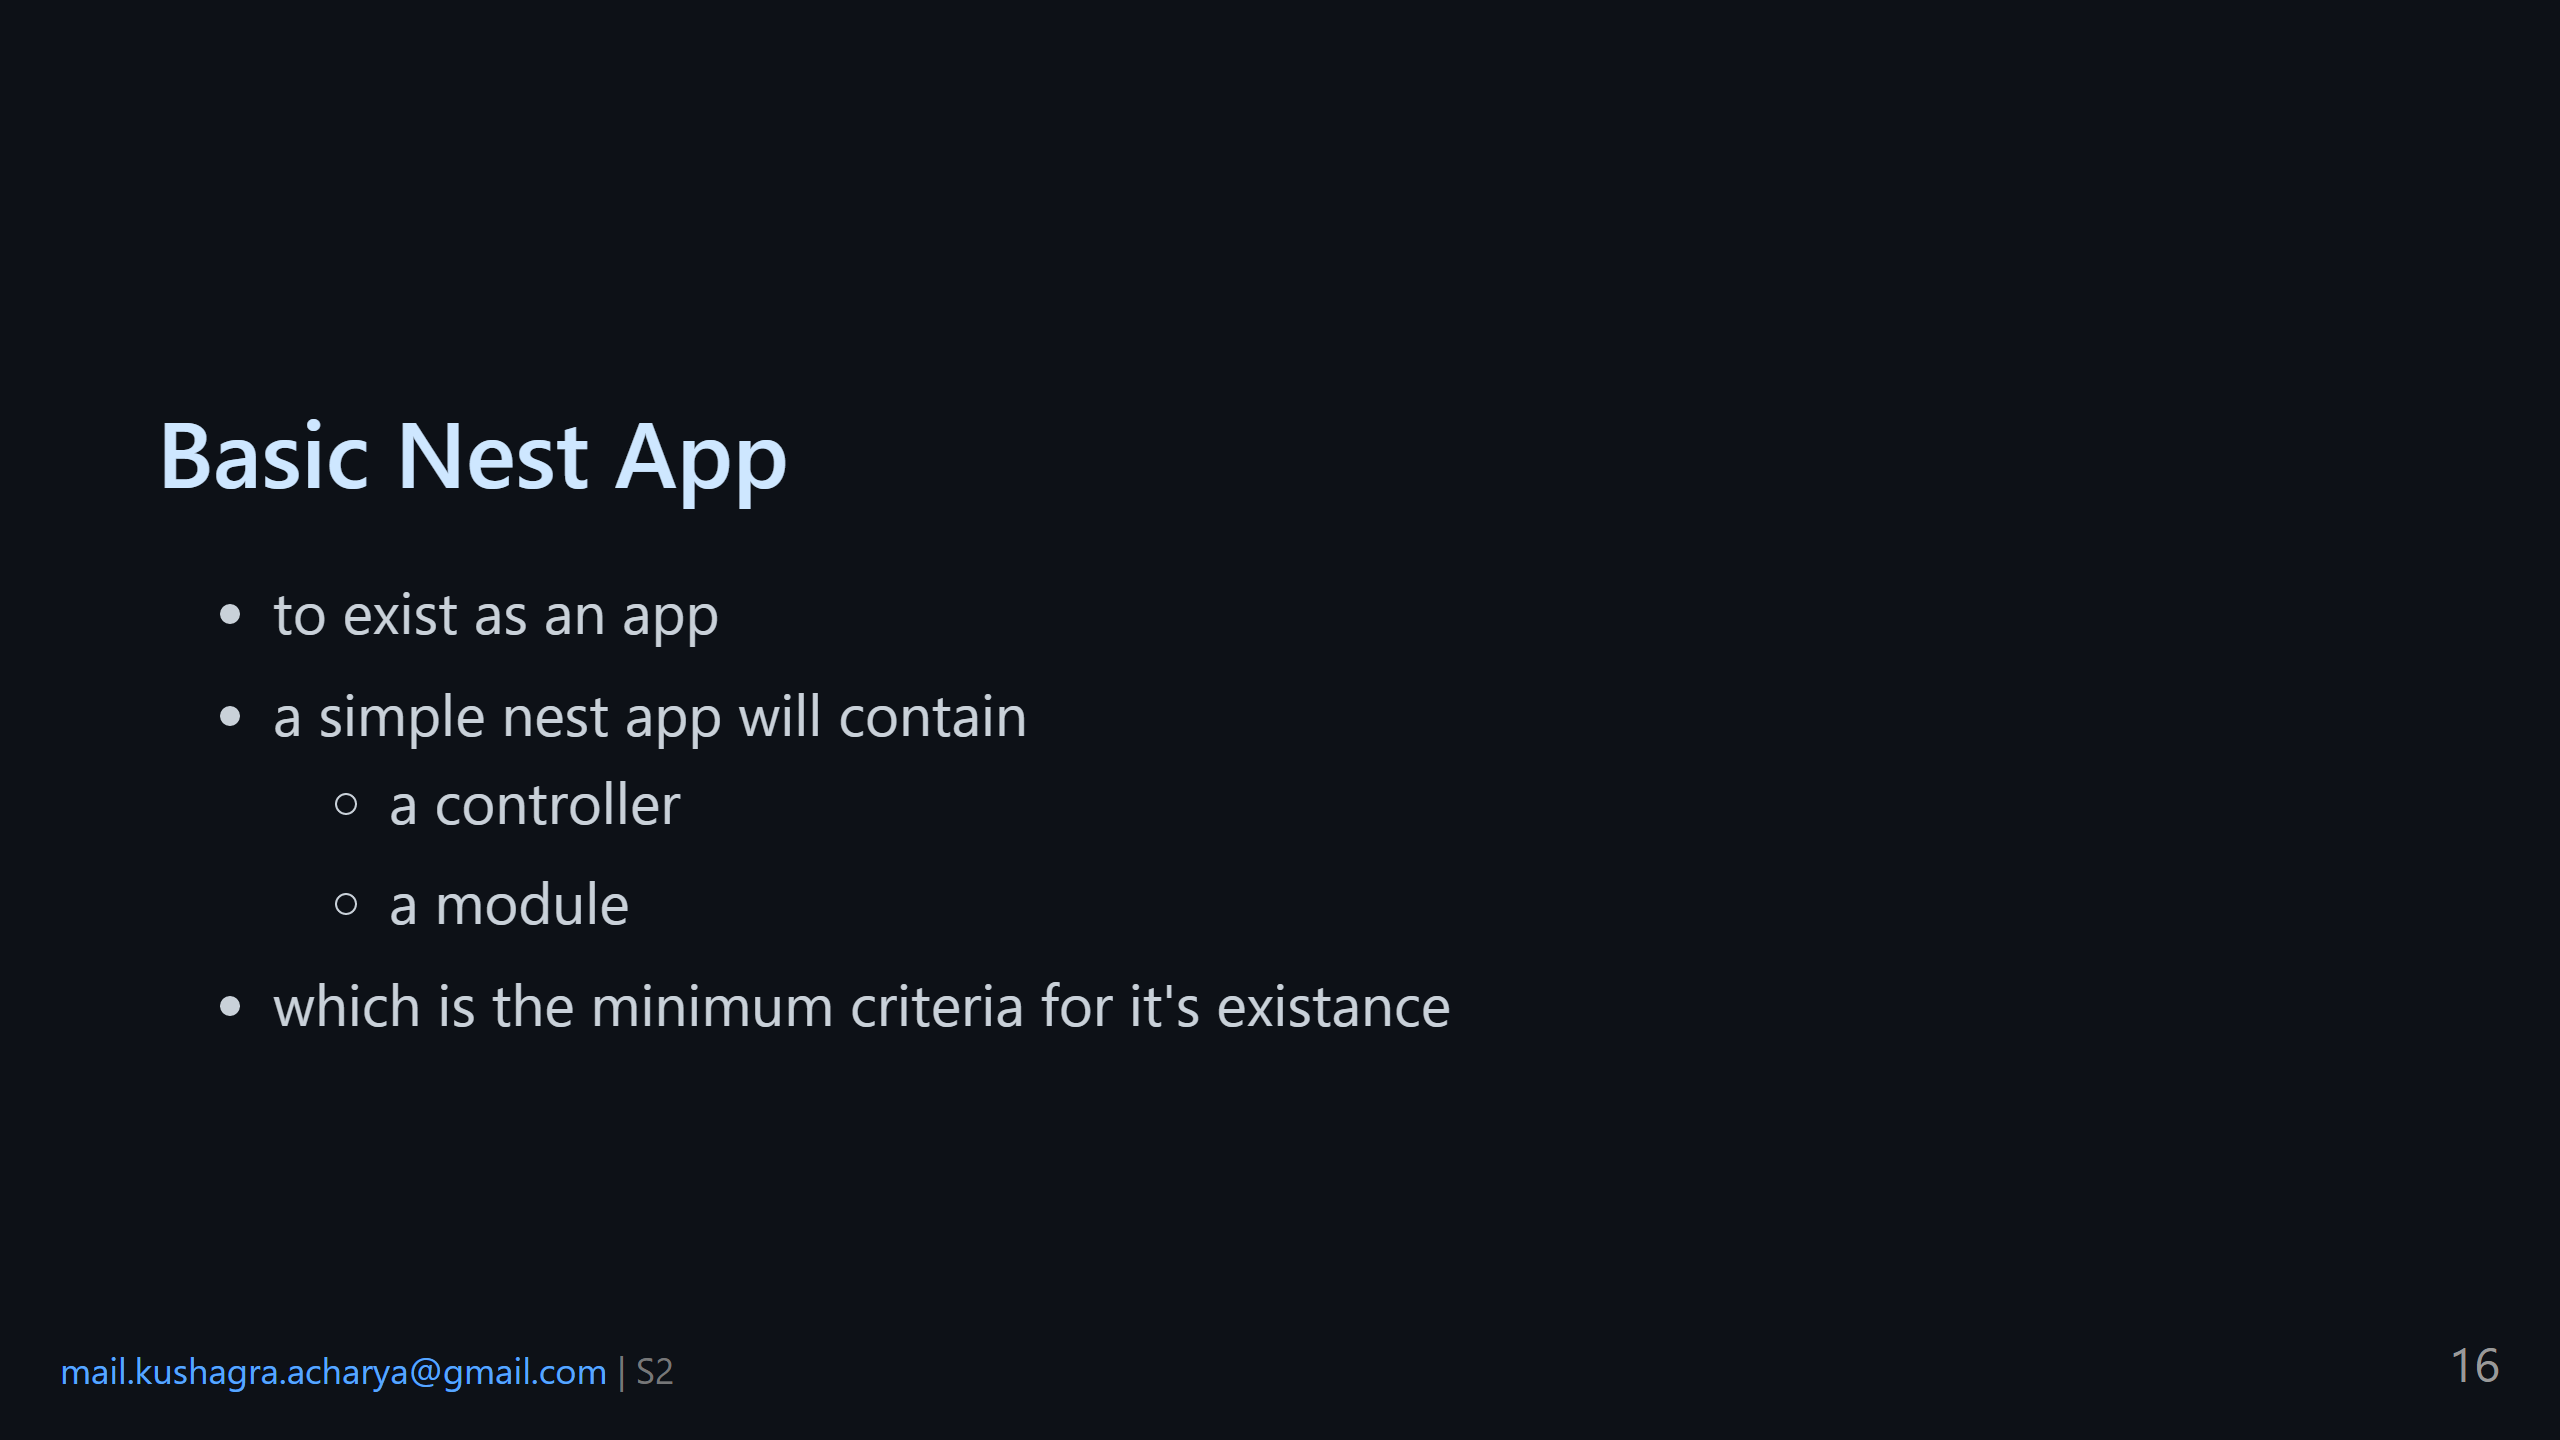 Basic Nest App
to exist as an app
a simple nest app will contain
a controller
a module
which is the minimum criteria for it's existance
mail.kushagra.acharya@gmail.com | S2
16